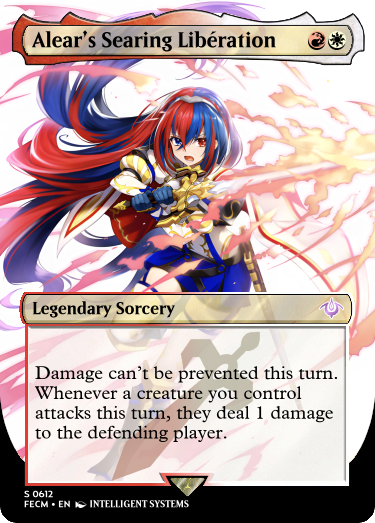 Alear's Searing Libération
Legendary Sorcery
Damage can't be prevented this turn.
Whenever a creature you control
attacks this turn, they deal 1 damage
to the defending player.
S 0612
FECM • EN INTELLIGENT SYSTEMS